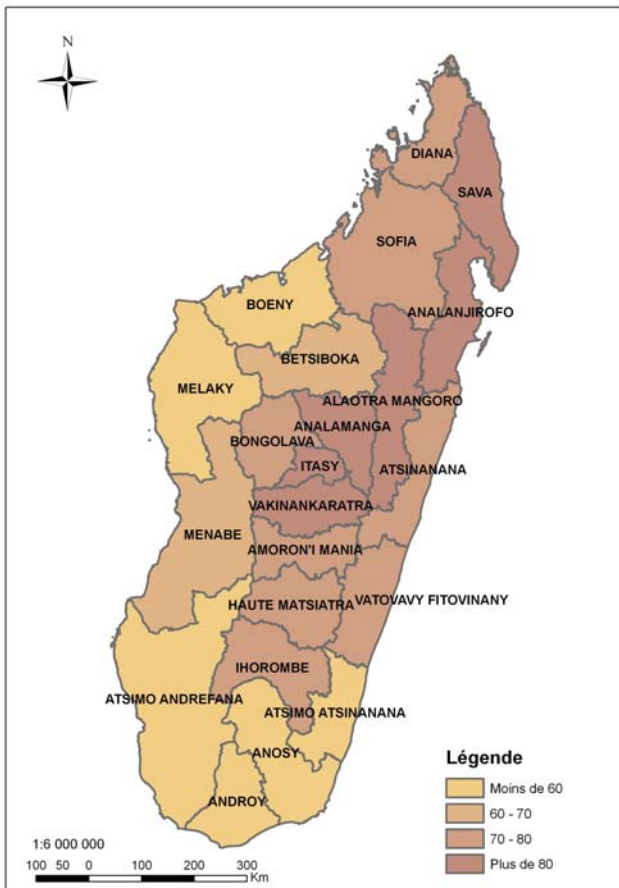 N
DIANA
SAVA
SOFIA
BOENY
ANALANJIROFO
BETSIBOKA
MELAKY
ALAOTRA MANGORO
ANALAMANGA
BONGOLAVA
ITASY
ATSINANANA
VAKINANKARATRA
MENABE
AMORON'I MANIA
HAUTE MATSIATRA
VATOVAVY FITOVINANY
IHOROMBE
ATSIMO ANDREFANA
ATSIMO ATSINANANA
ANOSY
ANDROY
Légende
Moins de 60
60 - 70
70 - 80
Plus de 80
1:6 000 000
100 50 0 100 200 300
Km